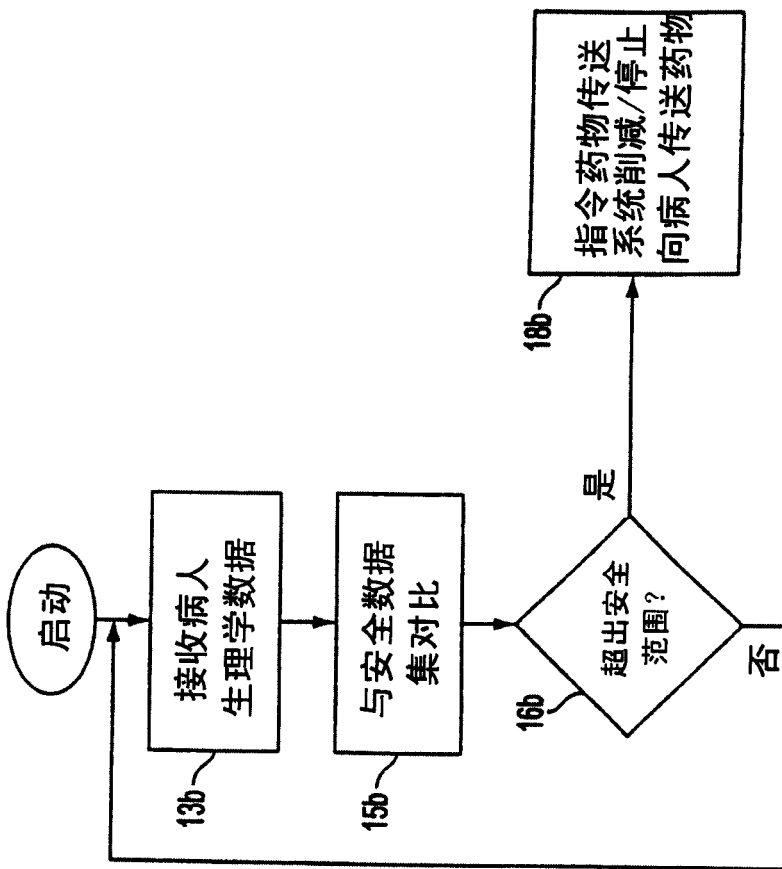 启动
接收病人
生理学数据
13b
与安全数据
集对比
15b
超出安全
范围?
16b
是
否
指令药物传送
系统削减/停止
向病人传送药物
18b